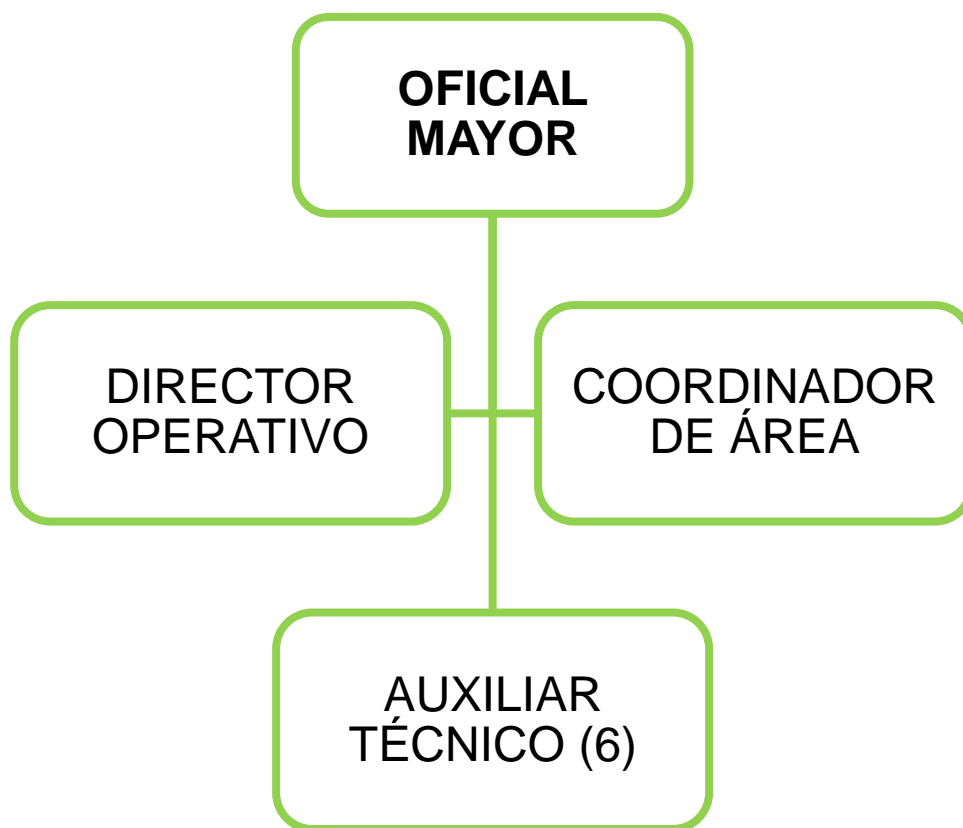 OFICIAL
MAYOR
DIRECTOR
OPERATIVO
COORDINADOR
DE ÁREA
AUXILIAR
TÉCNICO (6)